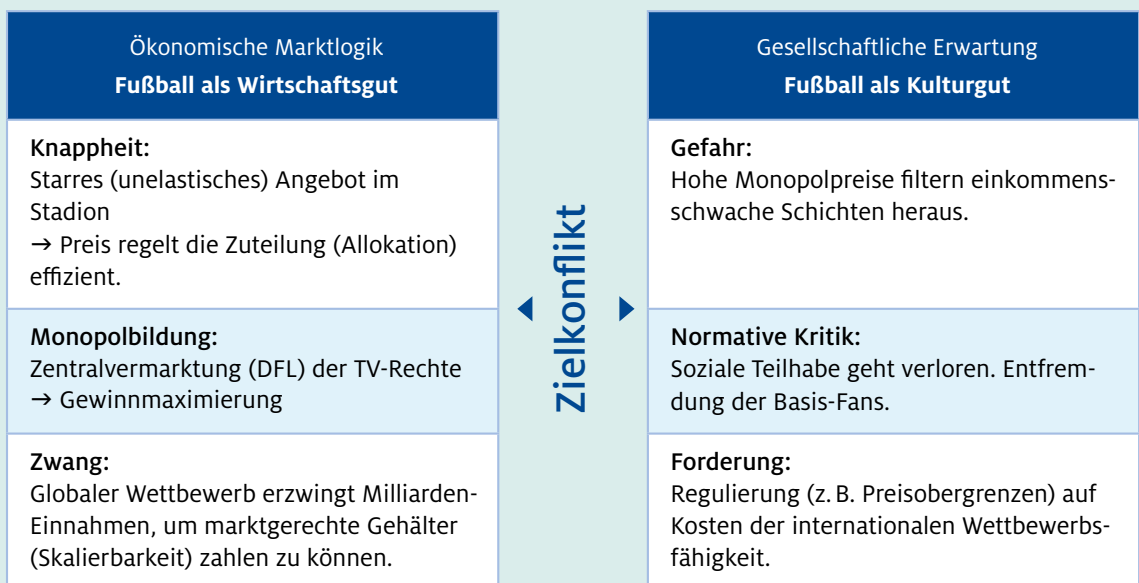 Ökonomische Marktlogik
Fußball als Wirtschaftsgut
Knappheit:
Starres (unelastisches) Angebot im
Stadion
→ Preis regelt die Zuteilung (Allokation)
effizient.
Monopolbildung:
Zentralvermarktung (DFL) der TV-Rechte
→ Gewinnmaximierung
Zwang:
Globaler Wettbewerb erzwingt Milliarden-
Einnahmen, um marktgerechte Gehälter
(Skalierbarkeit) zahlen zu können.
Zielkonflikt
Gesellschaftliche Erwartung
Fußball als Kulturgut
Gefahr:
Hohe Monopolpreise filtern einkommens-
schwache Schichten heraus.
Normative Kritik:
Soziale Teilhabe geht verloren. Entfrem-
dung der Basis-Fans.
Forderung:
Regulierung (z. B. Preisobergrenzen) auf
Kosten der internationalen Wettbewerbs-
fähigkeit.